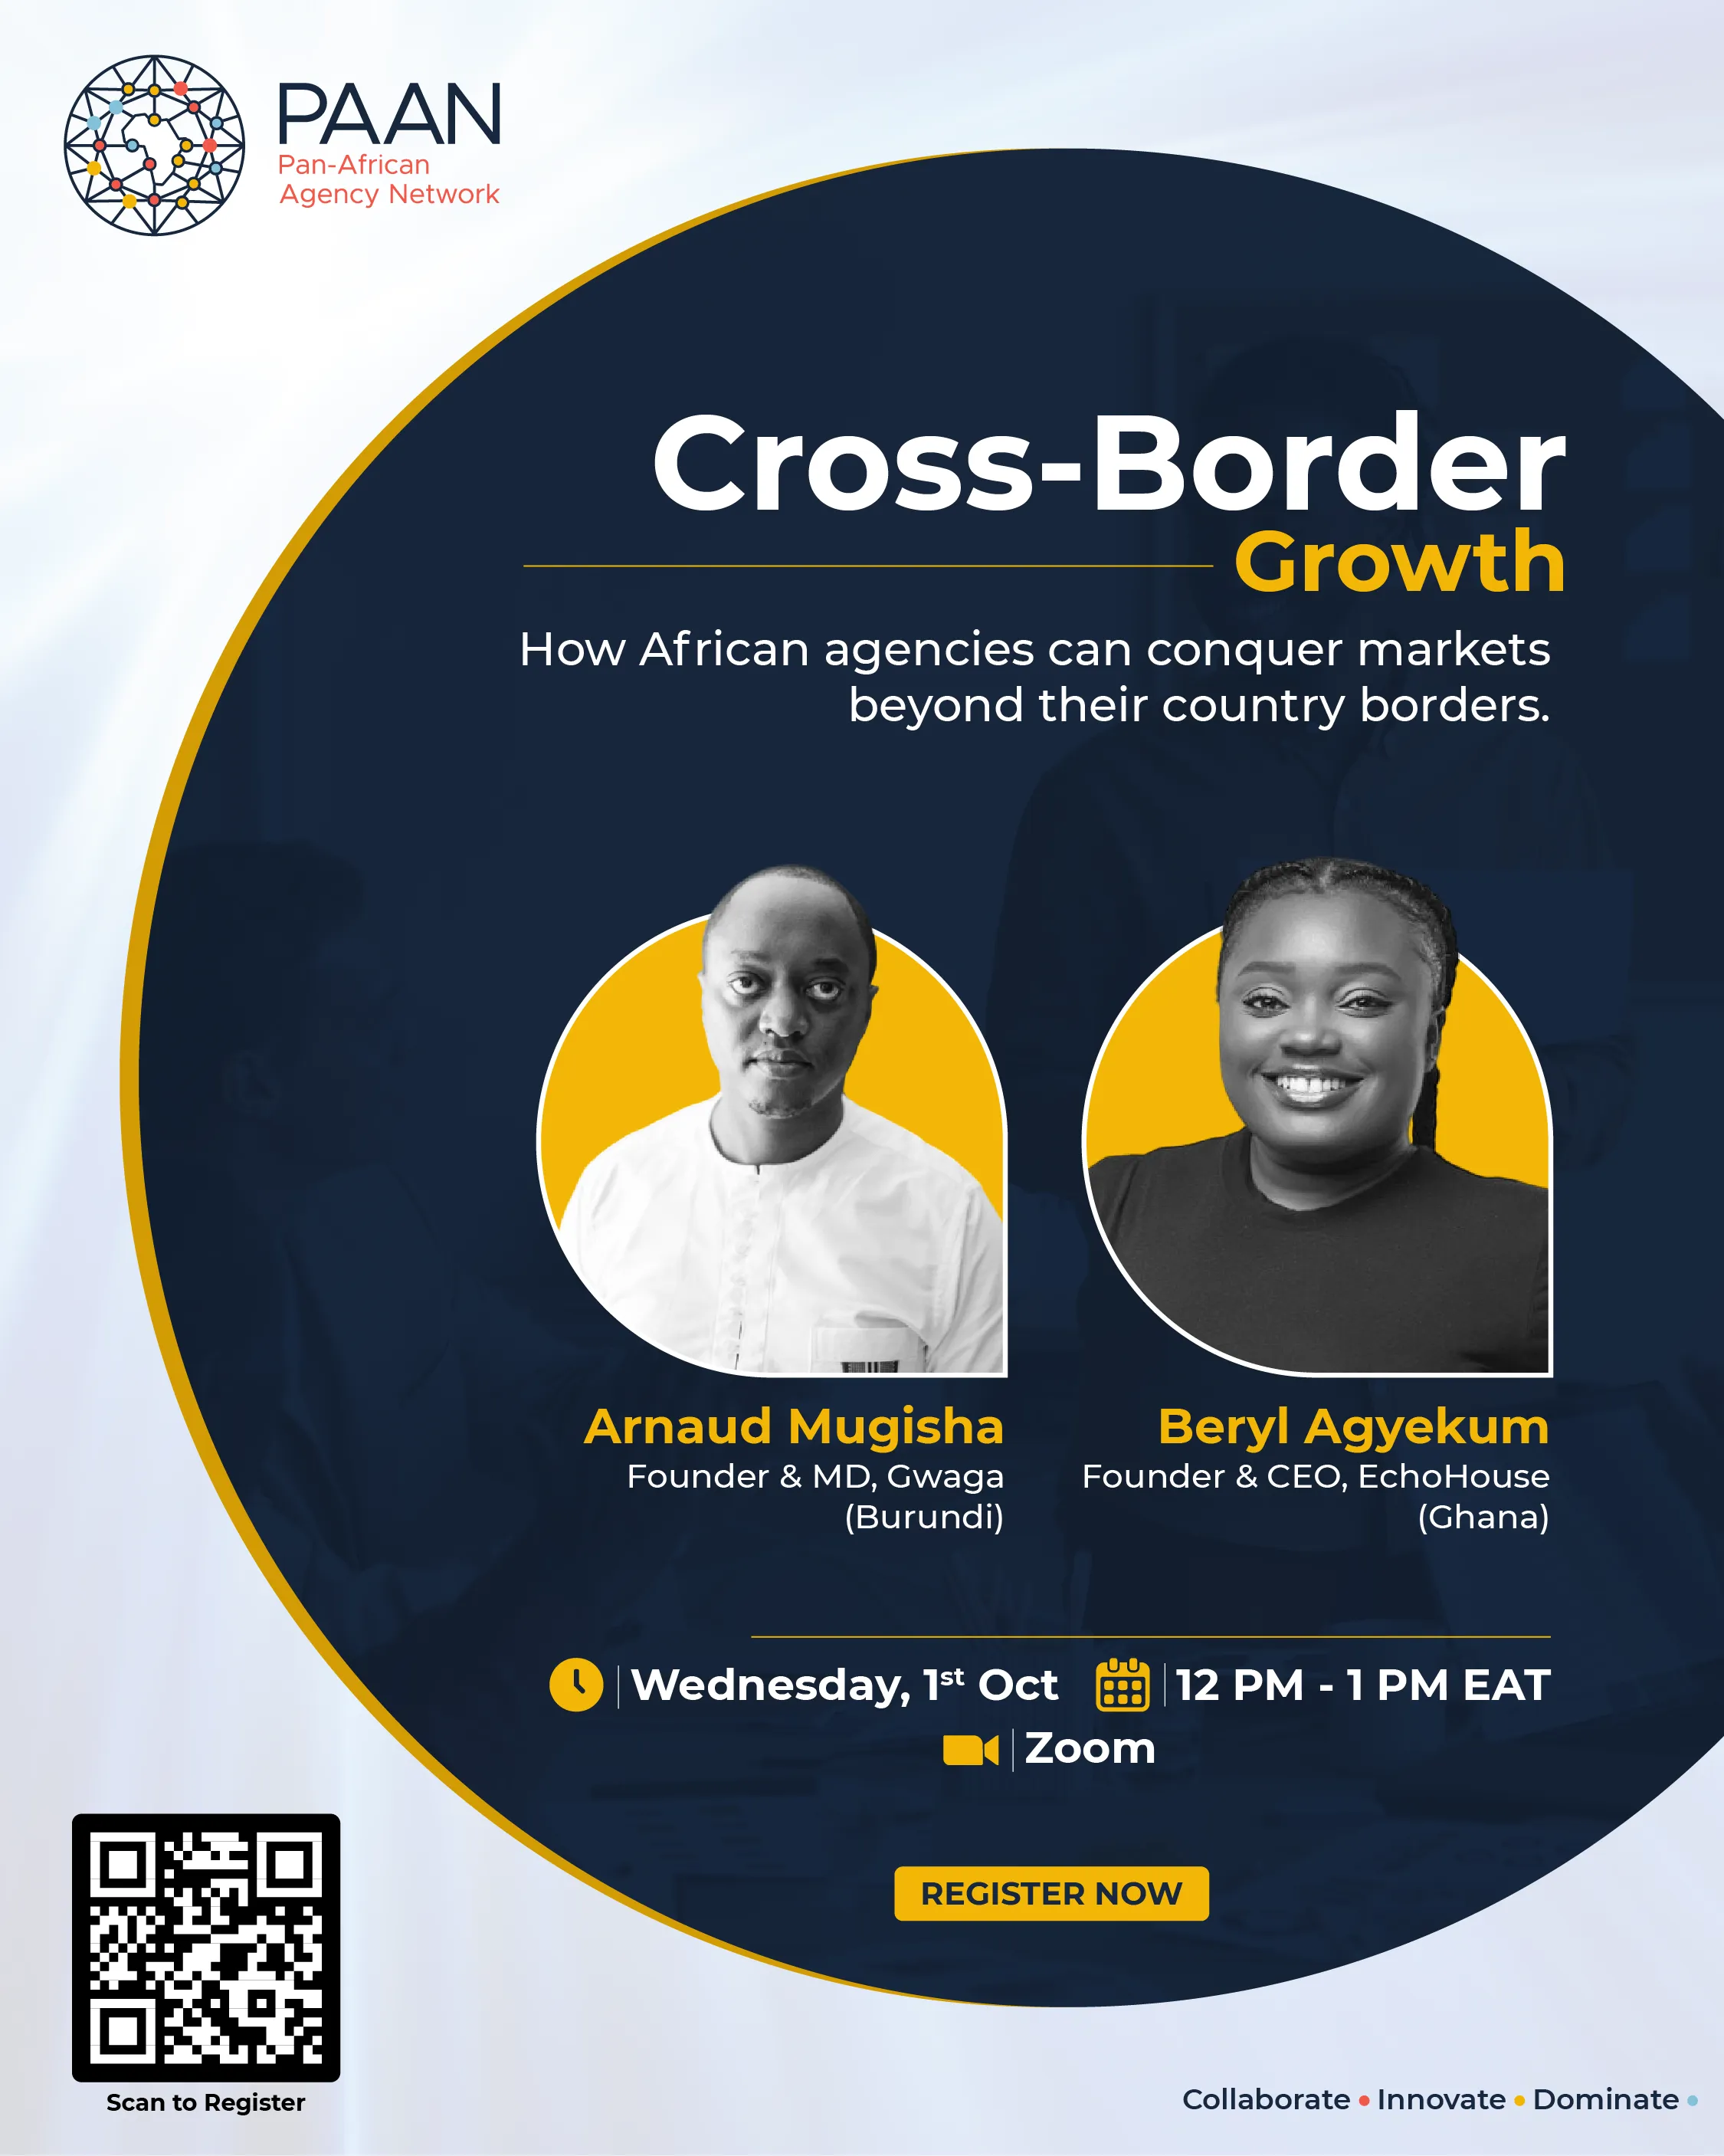 PAAN
Pan-African
Agency Network
Cross-Border
Growth
How African agencies can conquer markets
beyond their country borders.
Arnaud Mugisha
Founder & MD, Gwaga
(Burundi)
Beryl Agyekum
Founder & CEO, EchoHouse
(Ghana)
Wednesday, 1st Oct
12 PM - 1 PM EAT
Zoom
REGISTER NOW
Scan to Register
Collaborate • Innovate • Dominate •